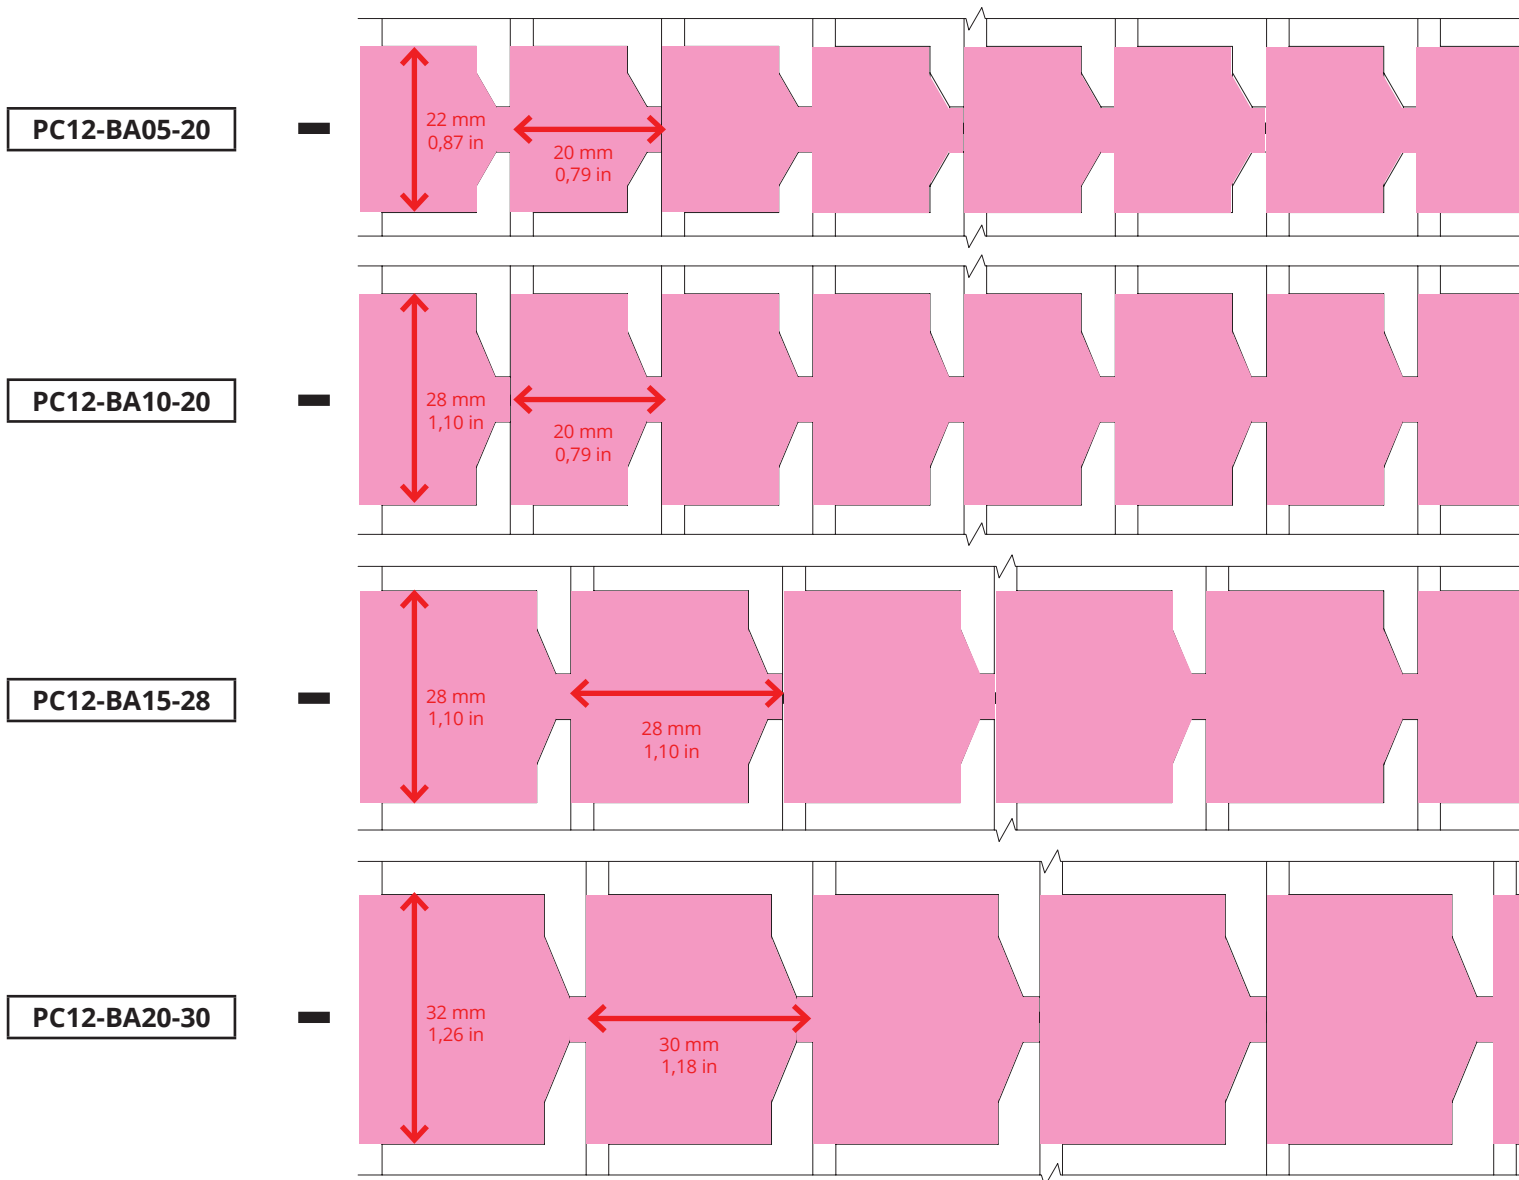 PC12-BA05-20
22 mm
0,87 in
20 mm
0,79 in
PC12-BA10-20
28 mm
1,10 in
20 mm
0,79 in
PC12-BA15-28
28 mm
1,10 in
28 mm
1,10 in
PC12-BA20-30
32 mm
1,26 in
30 mm
1,18 in